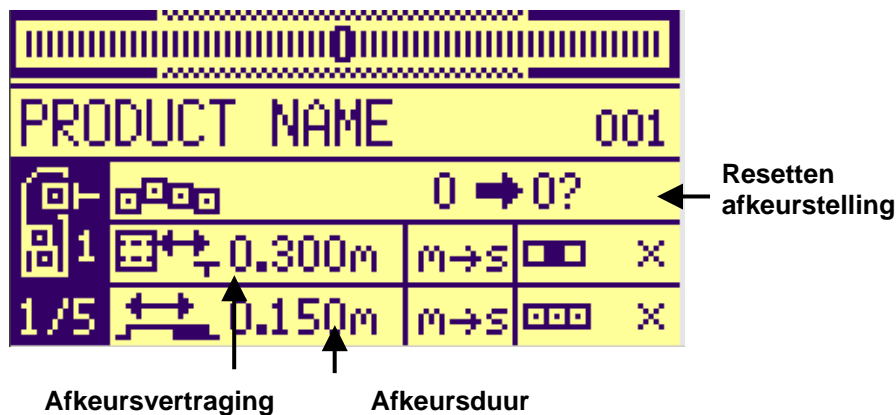 PRODUCT NAME 001
0 → 0?
Resetten
afkeurstelling
1 0.300m m→s X
1/5 0.150m m→s X
Afkeursvertraging Afkeursduur